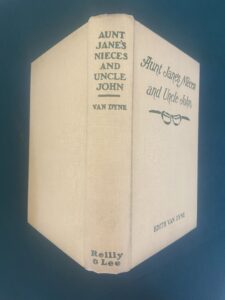 AUNT
JANE'S
NIECES
AND
UNCLE
JOHN
VAN DYNE
Reilly
& Lee
Aunt Jane's Nieces
and Uncle John
EDITH VAN DYNE